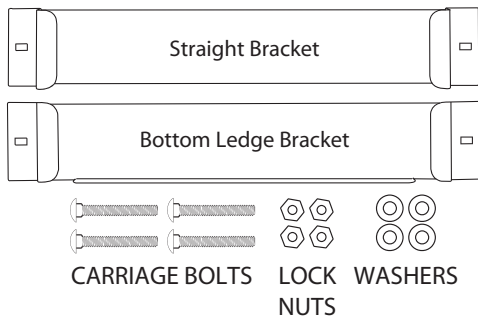 Straight Bracket
Bottom Ledge Bracket
CARRIAGE BOLTS
LOCK
NUTS
WASHERS